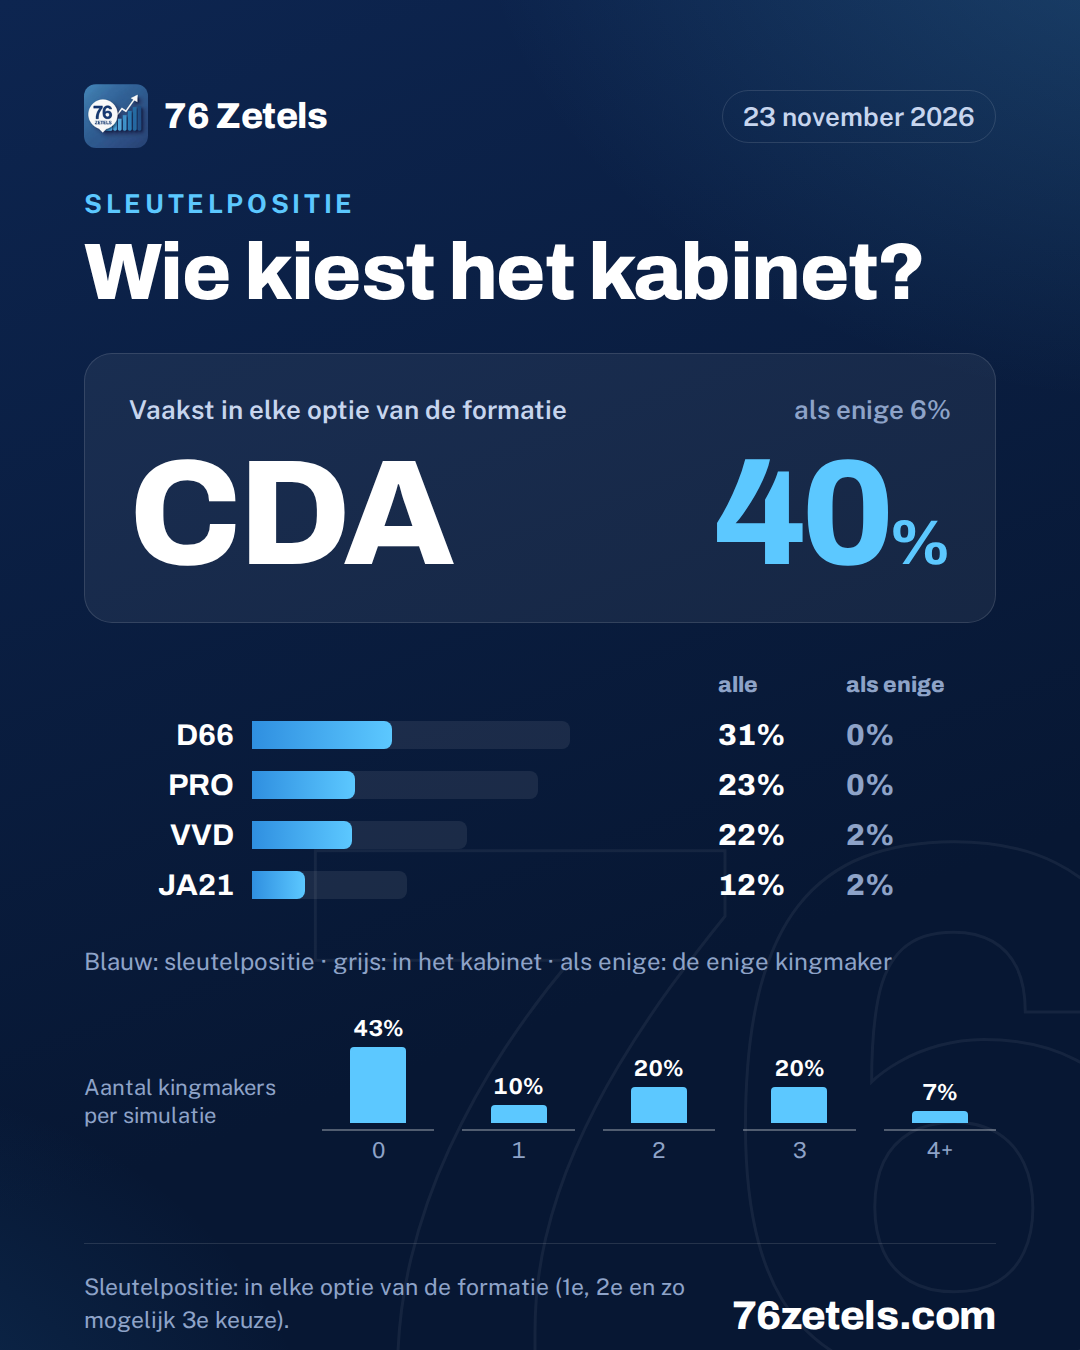 76 ZETELS
76 Zetels
23 november 2026
SLEUTELPOSITIE
Wie kiest het kabinet?
Vaakst in elke optie van de formatie
als enige 6%
CDA
40%
alle
als enige
D66 31% 0%
PRO 23% 0%
VVD 22% 2%
JA21 12% 2%
Blauw: sleutelpositie · grijs: in het kabinet · als enige: de enige kingmaker
43% 10% 20% 20% 7%
Aantal kingmakers
per simulatie
0 1 2 3 4+
Sleutelpositie: in elke optie van de formatie (1e, 2e en zo
mogelijk 3e keuze).
76zetels.com
76